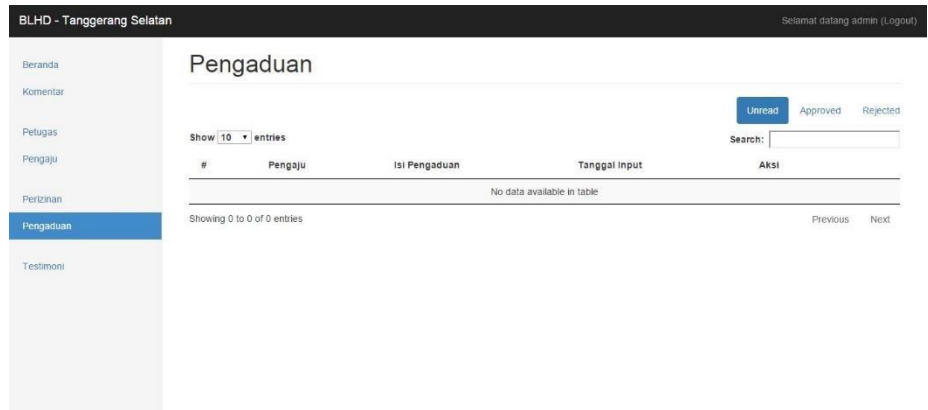 BLHD - Tanggerang Selatan
Selamat datang admin (Logout)
Beranda
Komentar
Petugas
Pengaju
Perizinan
Pengaduan
Testimoni
Pengaduan
Unread Approved Rejected
Show 10 entries
Search:
# Pengaju Isi Pengaduan Tanggal Input Aksi
No data available in table
Showing 0 to 0 of 0 entries
Previous Next